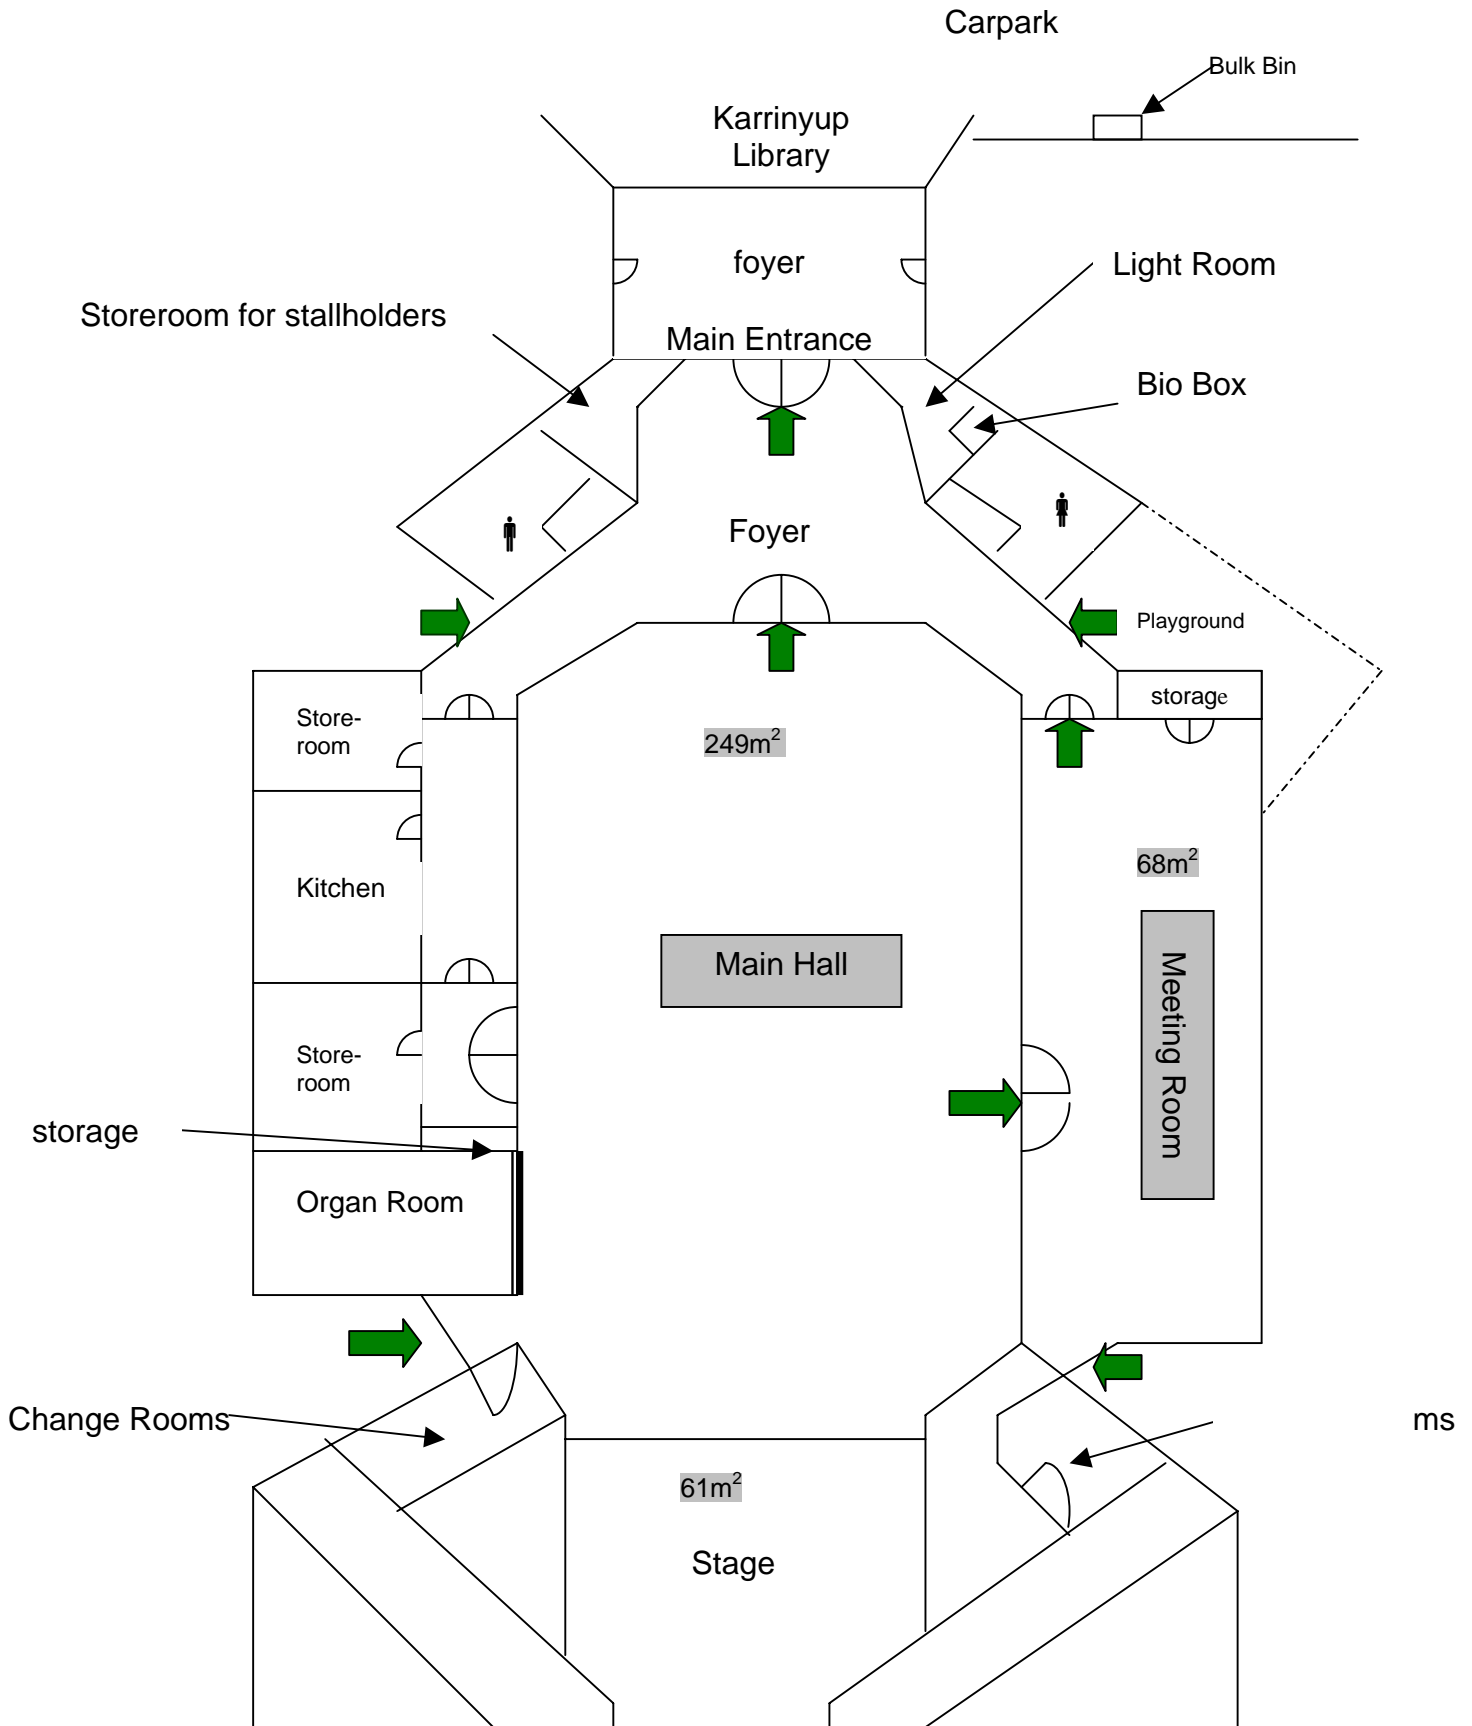 Carpark
Bulk Bin
Karrinyup
Library
foyer
Light Room
Storeroom for stallholders
Main Entrance
Bio Box
Foyer
Playground
storage
Store-
room
249m²
68m²
Kitchen
Main Hall
Meeting Room
Store-
room
storage
Organ Room
Change Rooms
ms
61m²
Stage